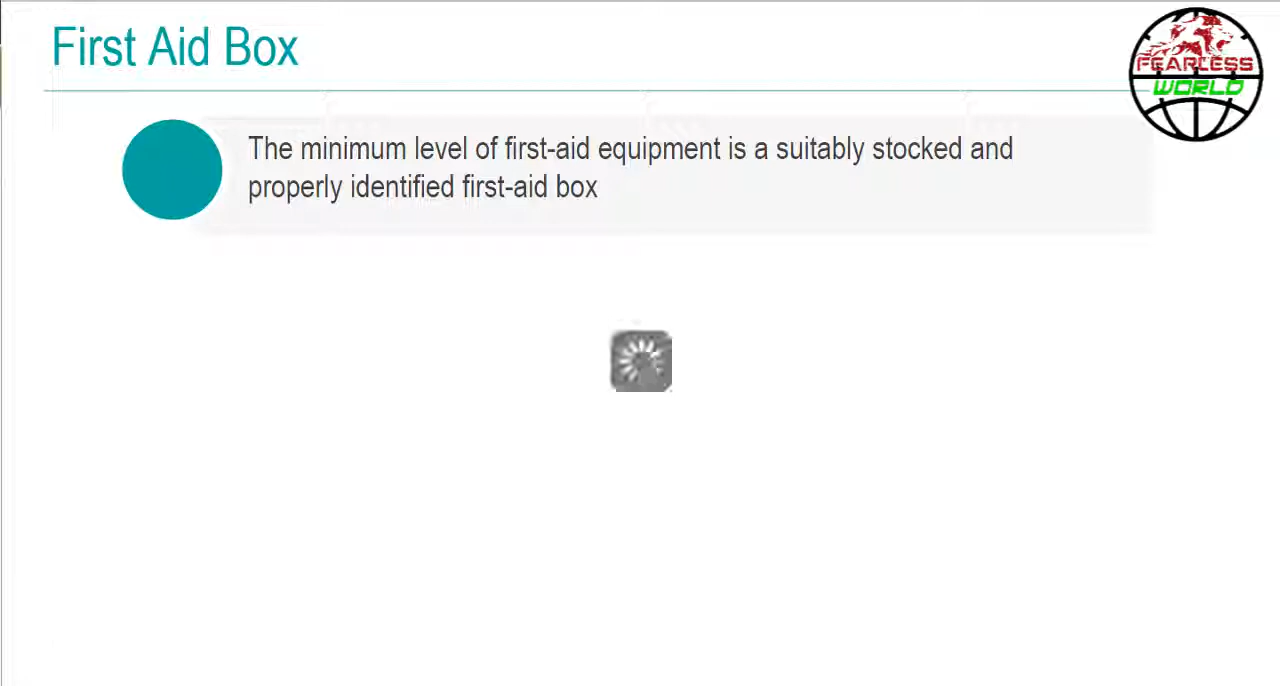 First Aid Box
FEARLESS
WORLD
The minimum level of first-aid equipment is a suitably stocked and
properly identified first-aid box